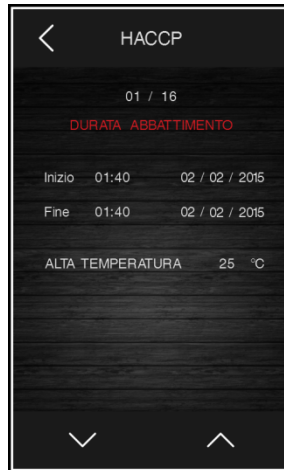 HACCP
01 / 16
DURATA ABBATTIMENTO
Inizio 01:40 02 / 02 / 2015
Fine 01:40 02 / 02 / 2015
ALTA TEMPERATURA 25 °C